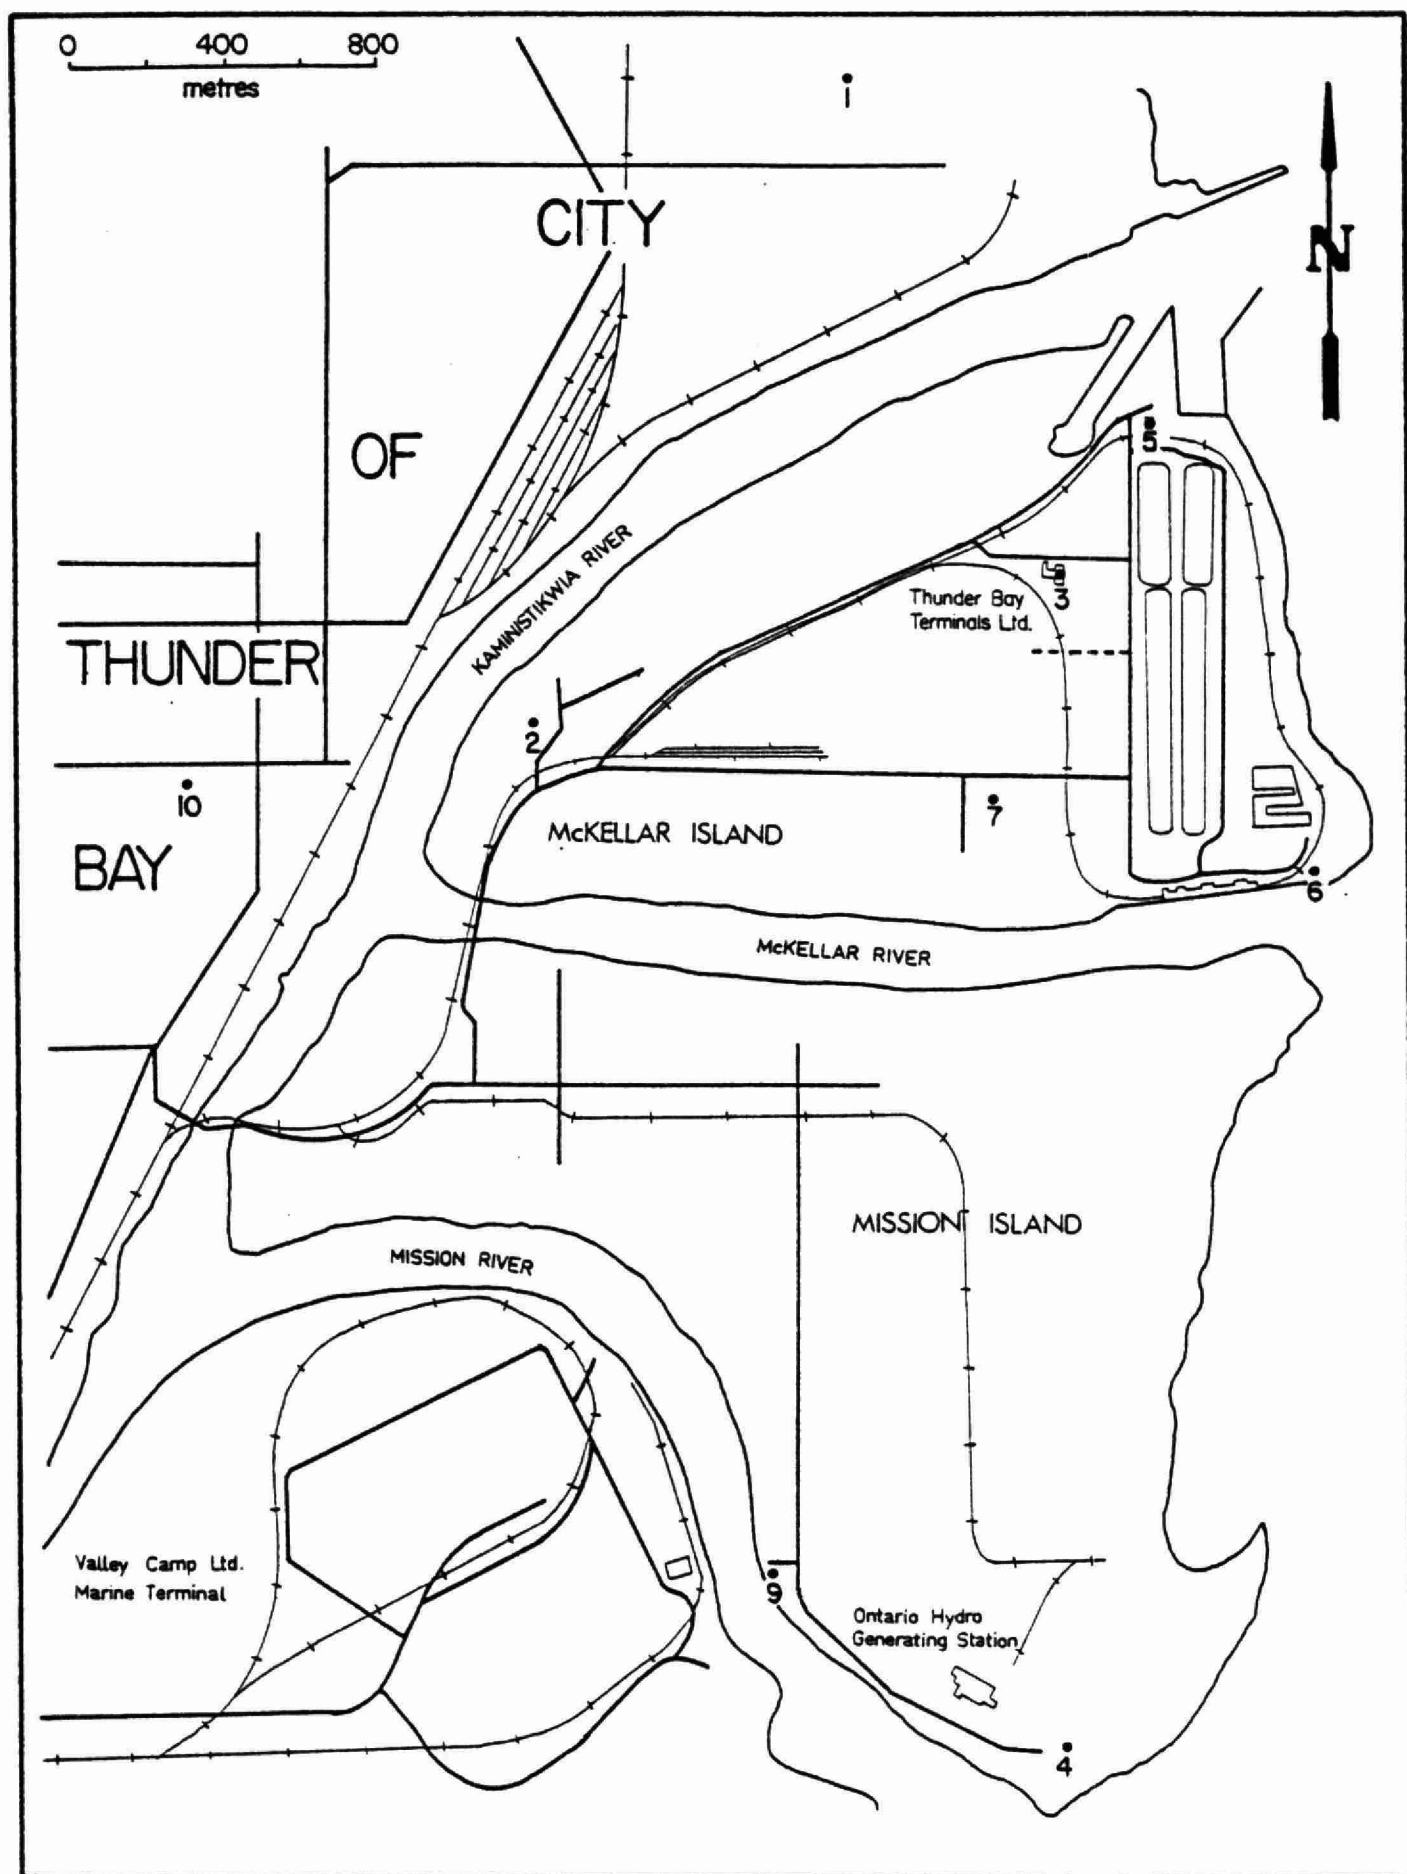 0 400 800
metres
1
N
CITY
OF
5
KAMINISTIKWIA RIVER
3
Thunder Bay
Terminals Ltd.
THUNDER
2
10
7
McKELLAR ISLAND
BAY
6
McKELLAR RIVER
MISSION ISLAND
MISSION RIVER
Valley Camp Ltd.
Marine Terminal
9
Ontario Hydro
Generating Station
4